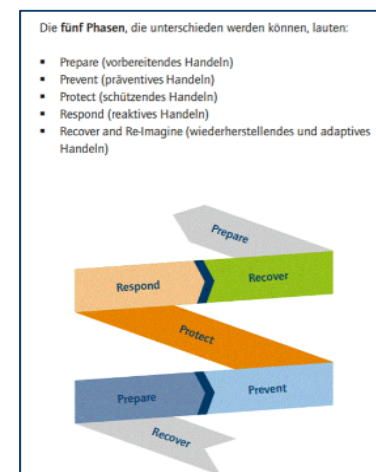 Die fünf Phasen, die unterschieden werden können, lauten:
▪ Prepare (vorbereitendes Handeln)
▪ Prevent (präventives Handeln)
▪ Protect (schützendes Handeln)
▪ Respond (reaktives Handeln)
▪ Recover and Re-Imagine (wiederherstellendes und adaptives
Handeln)
Prepare
Respond
Recover
Protect
Prepare
Prevent
Recover